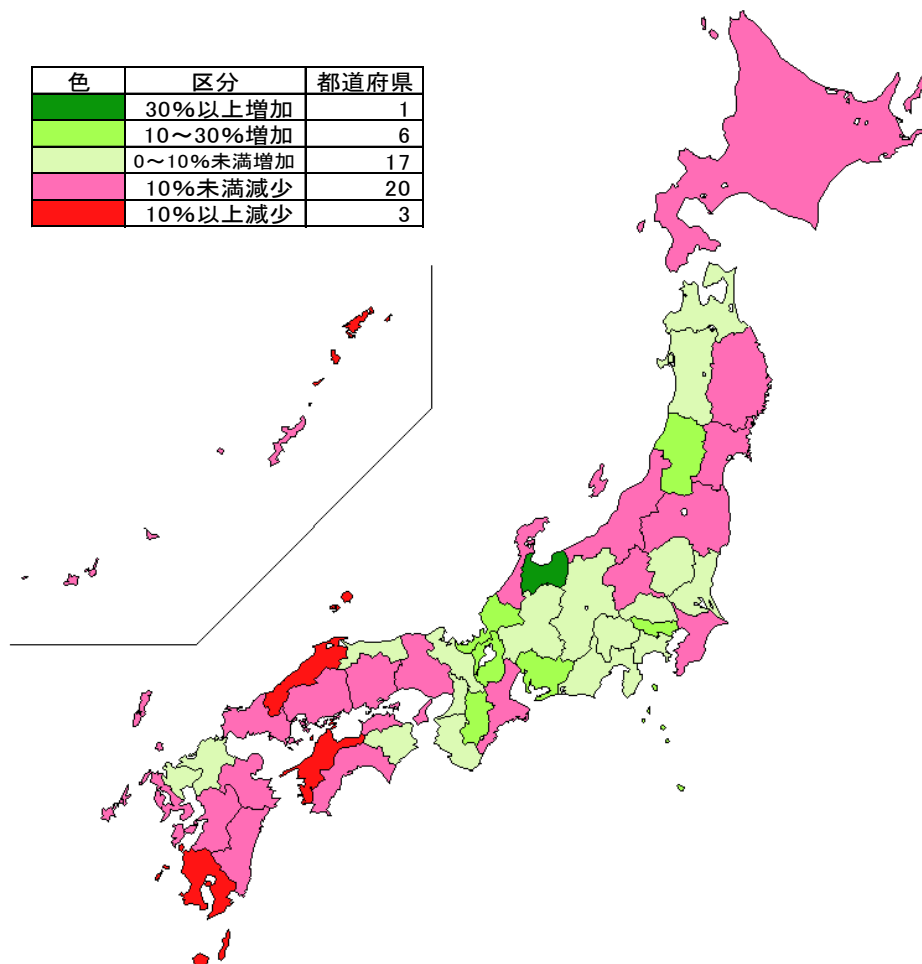 色 区分 都道府県
30%以上増加 1
10～30%増加 6
0～10%未満増加 17
10%未満減少 20
10%以上減少 3